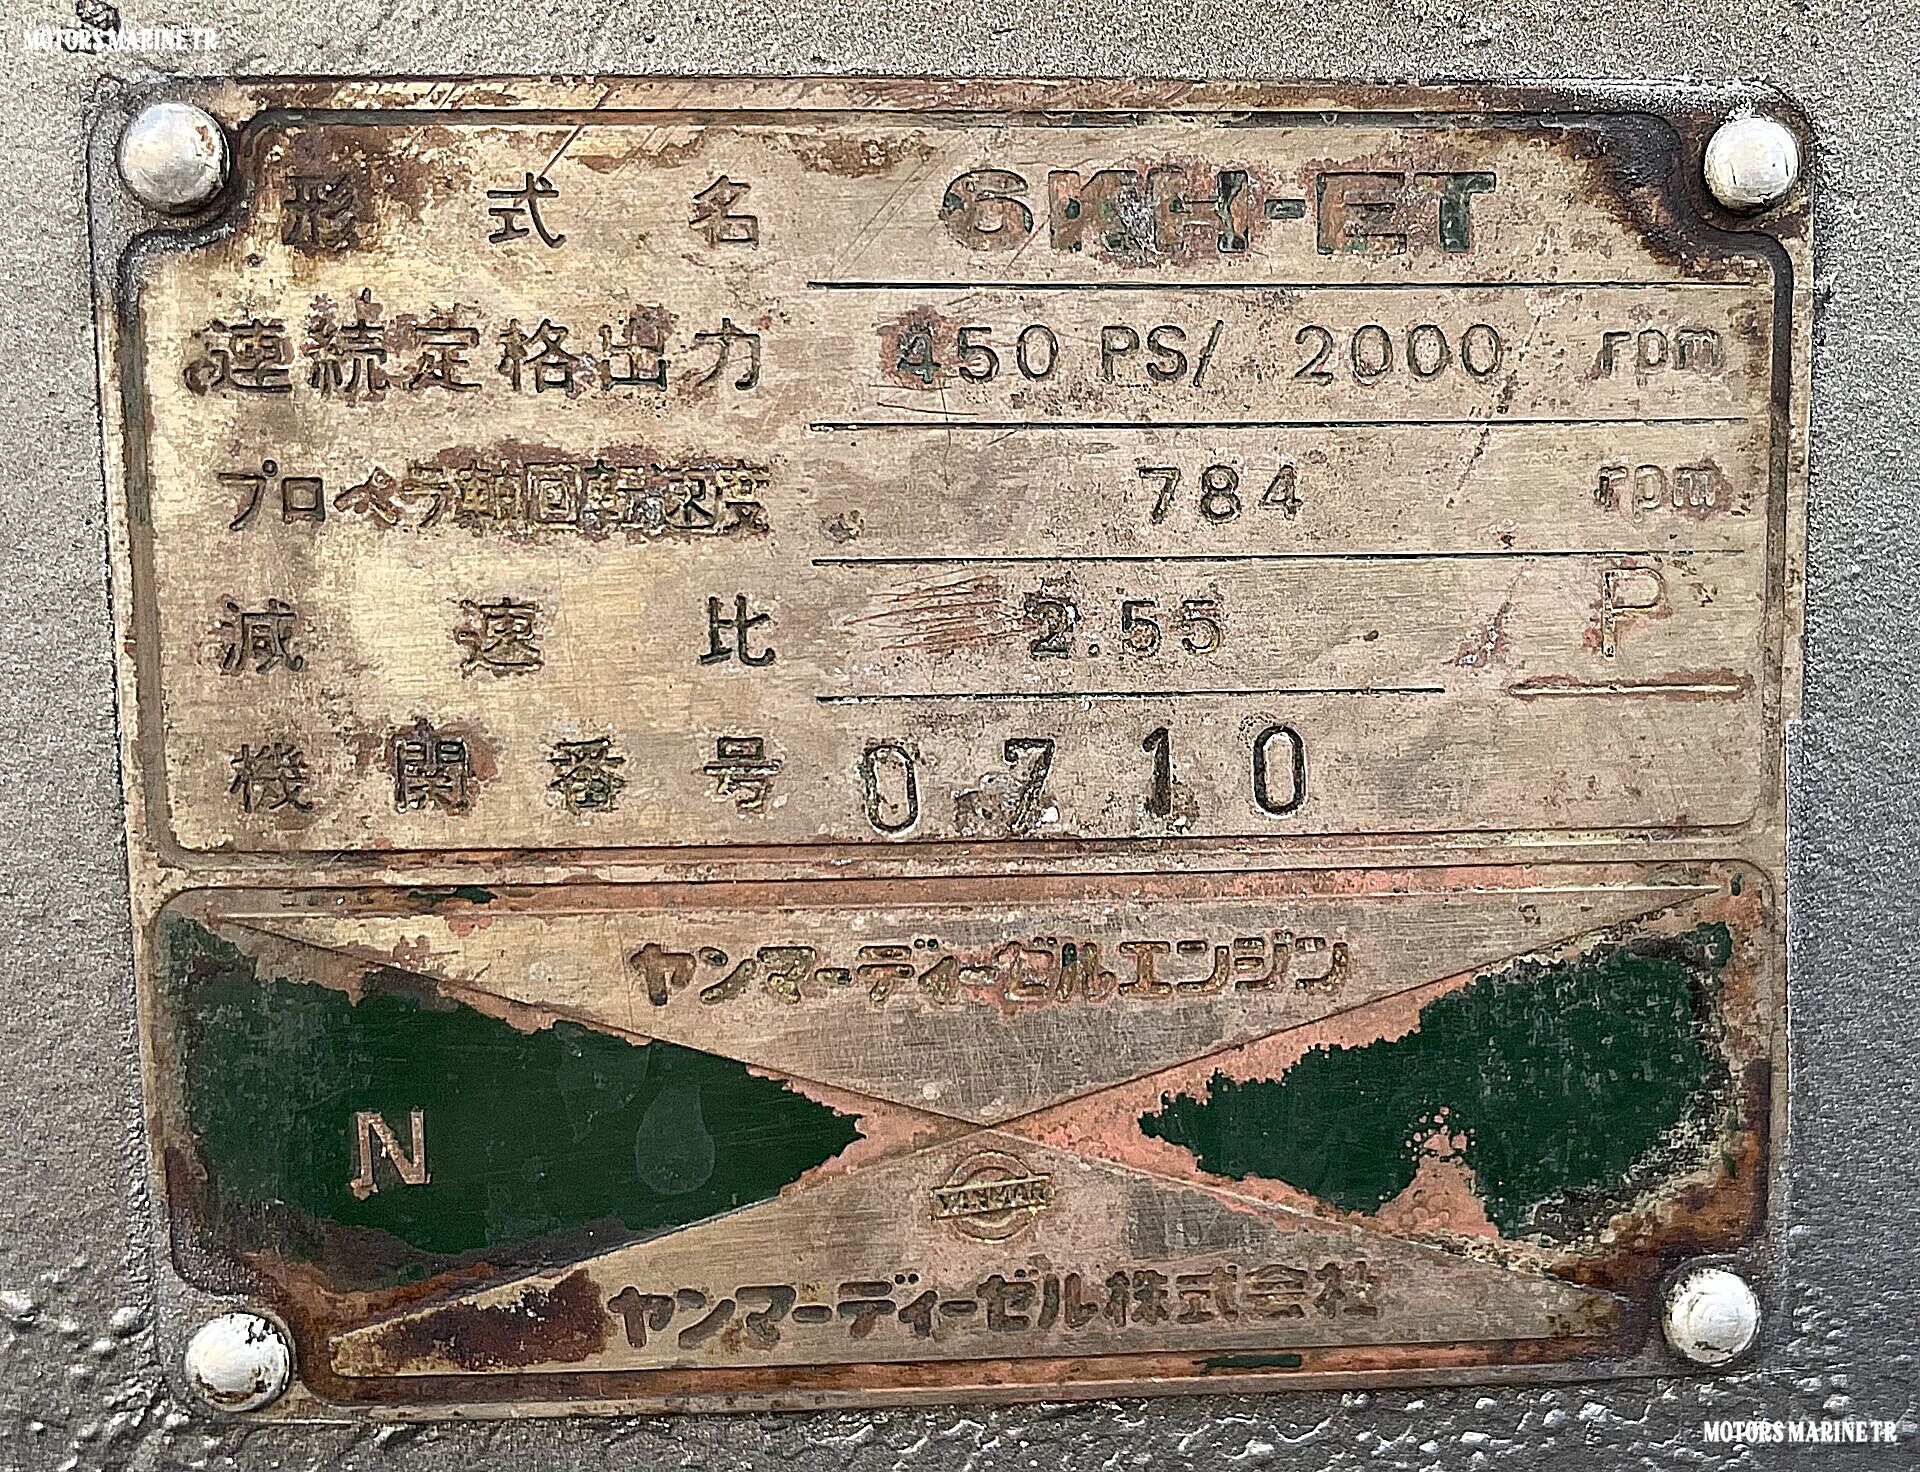 MOTORS MARINE TR
形式名 6KH-ET
連続定格出力 450 PS/ 2000 rpm
プロペラ軸回転速度 784 rpm
減速比 2.55 P
機関番号 0710
ヤンマーディーゼルエンジン
N
YANMAR
ヤンマーディーゼル株式会社
MOTORS MARINE TR